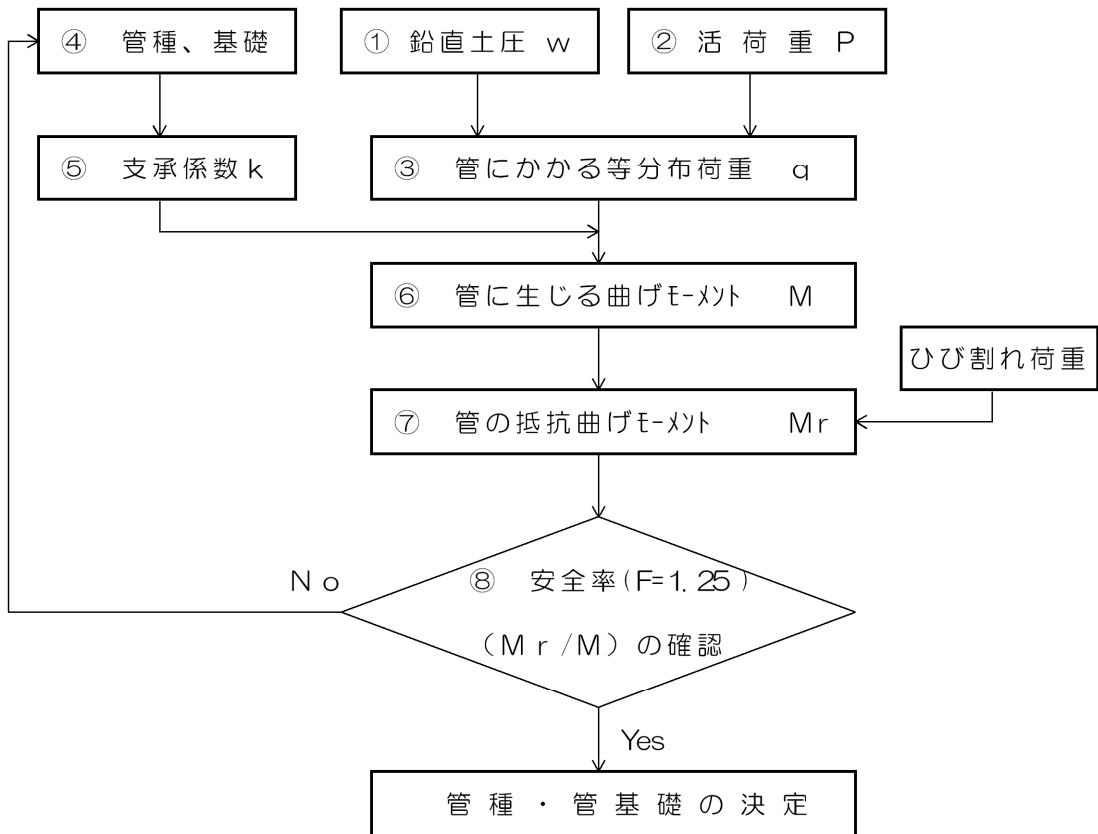 ④ 管種、基礎
① 鉛直土圧 w
② 活荷重 P
⑤ 支承係数k
③ 管にかかる等分布荷重 q
⑥ 管に生じる曲げﾓｰﾒﾝﾄ M
ひび割れ荷重
⑦ 管の抵抗曲げﾓｰﾒﾝﾄ Mr
No
⑧ 安全率(F=1.25)
(Mr/M)の確認
Yes
管種・管基礎の決定